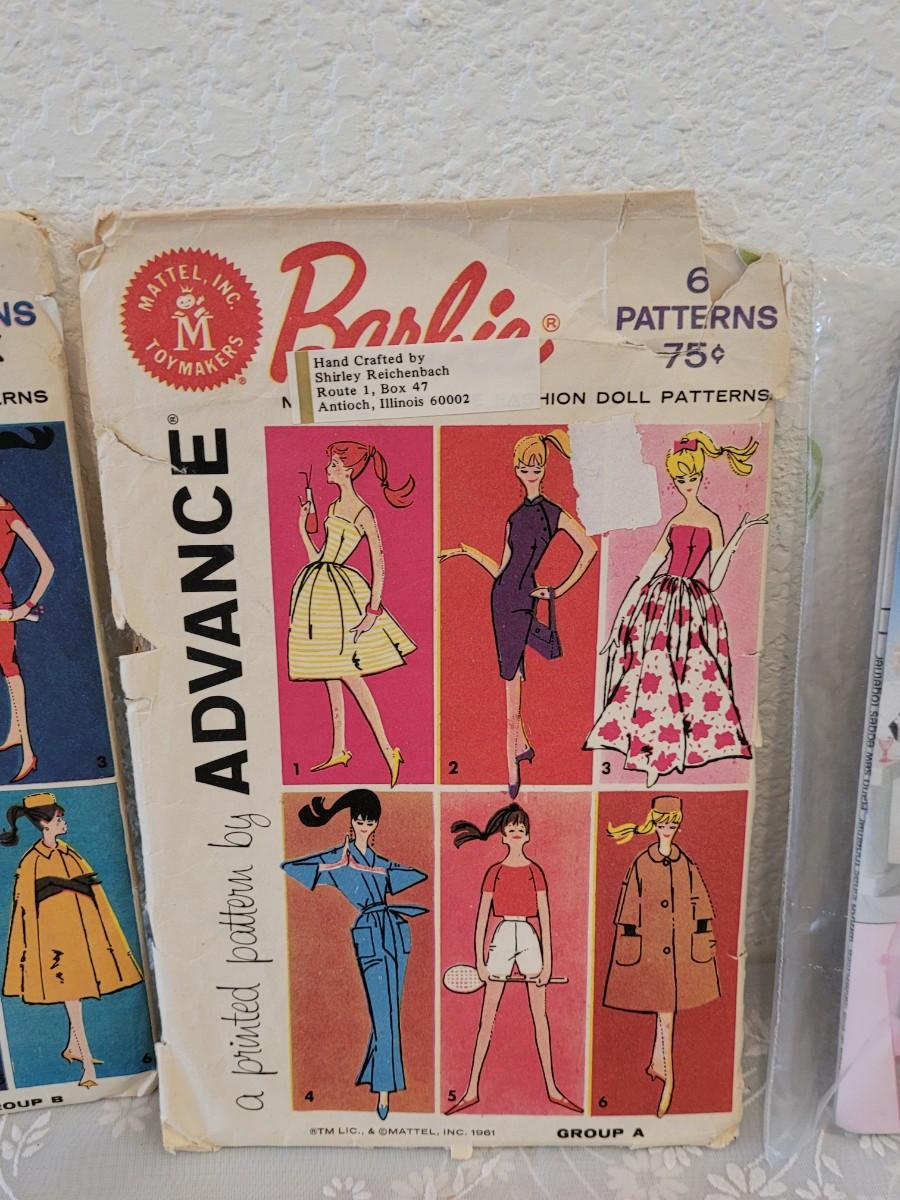 MATTEL, INC.
M
TOYMAKERS ®
Barbie ®
6
PATTERNS
75¢
Hand Crafted by
Shirley Reichenbach
Route 1, Box 47
Antioch, Illinois 60002
HION DOLL PATTERNS
a printed pattern by ADVANCE®
1
2
3
4
5
6
®TM LIC., & ©MATTEL, INC. 1961
GROUP A
NS
ERNS
3
6
OUP B